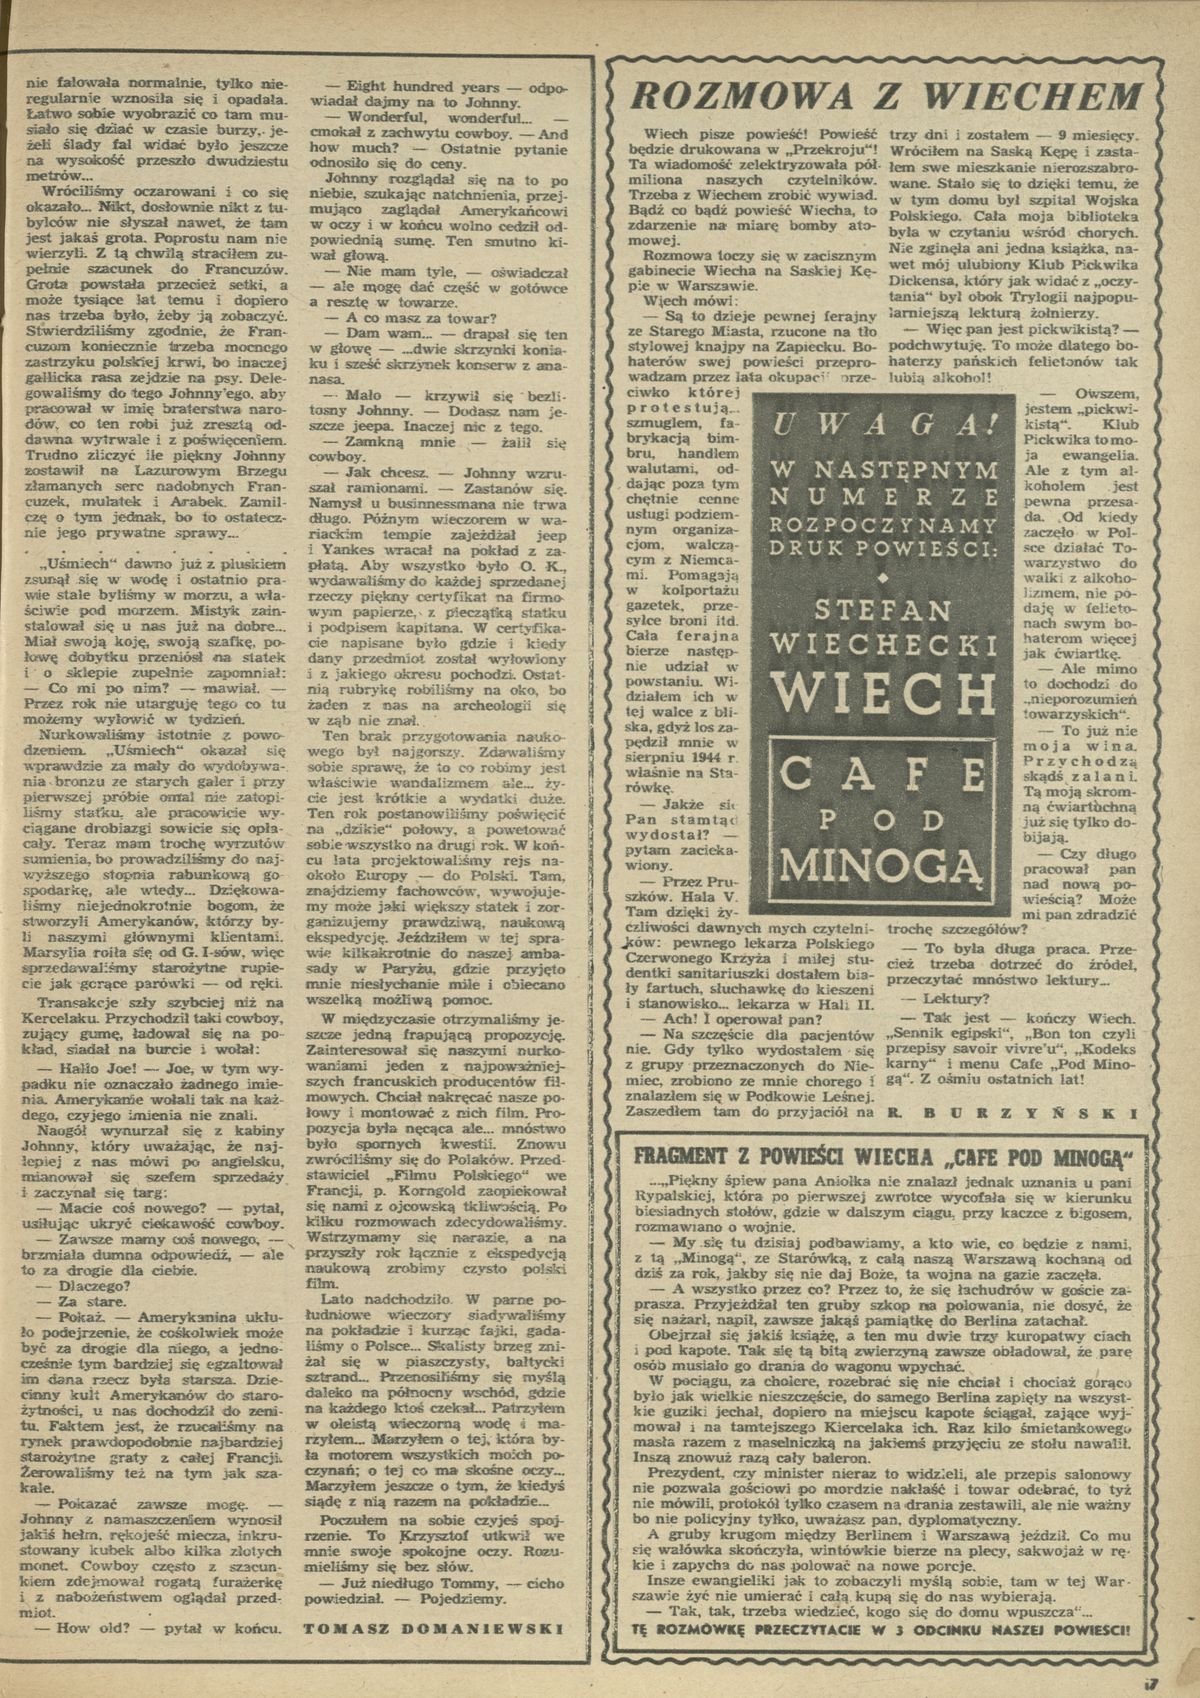 nie falowała normalnie, tylko nie-
regularnie wznosiła się i opadała.
Łatwo sobie wyobrazić co tam mu-
siało się dziać w czasie burzy, je-
żeli ślady fal widać było jeszcze
na wysokość przeszło dwudziestu
metrów...
Wróciliśmy oczarowani i co się
okazało... Nikt, dosłownie nikt z tu-
bylców nie słyszał nawet, że tam
jest jakaś grota. Poprostu nam nie
wierzyli. Z tą chwilą straciłem zu-
pełnie szacunek do Francuzów.
Grota powstała przecież setki, a
może tysiące lat temu i dopiero
nas trzeba było, żeby ją zobaczyć.
Stwierdziliśmy zgodnie, że Fran-
cuzom koniecznie trzeba mocnego
zastrzyku polskiej krwi, bo inaczej
gallicka rasa zejdzie na psy. Dele-
gowaliśmy do tego Johnny'ego, aby
pracował w imię braterstwa naro-
dów, co ten robi już zresztą od-
dawna wytrwale i z poświęceniem.
Trudno zliczyć ile piękny Johnny
zostawił na Lazurowym Brzegu
złamanych serc nadobnych Fran-
cuzek, mulatek i Arabek. Zamil-
czę o tym jednak, bo to ostatecz-
nie jego prywatne sprawy...
. . . . . . . . . .
„Uśmiech" dawno już z pluskiem
zsunął się w wodę i ostatnio pra-
wie stale byliśmy w morzu, a wła-
ściwie pod morzem. Mistyk zain-
stalował się u nas już na dobre...
Miał swoją koję, swoją szafkę, po-
łowę dobytku przeniósł na statek
i o sklepie zupełnie zapomniał:
— Co mi po nim? — mawiał. —
Przez rok nie utarguję tego co tu
możemy wyłowić w tydzień.
Nurkowaliśmy istotnie z powo-
dzeniem. „Uśmiech" okazał się
wprawdzie za mały do wydobywa-
nia bronzu ze starych galer i przy
pierwszej próbie omal nie zatopi-
liśmy statku, ale pracowicie wy-
ciągane drobiazgi sowicie się opła-
cały. Teraz mam trochę wyrzutów
sumienia, bo prowadziliśmy do naj-
wyższego stopnia rabunkową go-
spodarkę, ale wtedy... Dziękowa-
liśmy niejednokrotnie bogom, że
stworzyli Amerykanów, którzy by-
li naszymi głównymi klientami.
Marsylia roiła się od G. I-sów, więc
sprzedawaliśmy starożytne rupie-
cie jak gorące parówki — od ręki.
Transakcje szły szybciej niż na
Kercelaku. Przychodził taki cowboy,
żujący gumę, ładował się na po-
kład, siadał na burcie i wołał:
— Hallo Joe! — Joe, w tym wy-
padku nie oznaczało żadnego imie-
nia. Amerykanie wołali tak na każ-
dego, czyjego imienia nie znali.
Naogół wynurzał się z kabiny
Johnny, który uważając, że naj-
lepiej z nas mówi po angielsku,
mianował się szefem sprzedaży
i zaczynał się targ:
— Macie coś nowego? — pytał,
usiłując ukryć ciekawość cowboy.
— Zawsze mamy coś nowego, —
brzmiała dumna odpowiedź, — ale
to za drogie dla ciebie.
— Dlaczego?
— Za stare.
— Pokaż. — Amerykanina ukłu-
ło podejrzenie, że cośkolwiek może
być za drogie dla niego, a jedno-
cześnie tym bardziej się egzaltował
im dana rzecz była starsza. Dzie-
cinny kult Amerykanów do staro-
żytności, u nas dochodził do zeni-
tu. Faktem jest, że rzucaliśmy na
rynek prawdopodobnie najbardziej
starożytne graty z całej Francji.
Żerowaliśmy też na tym jak sza-
kale.
— Pokazać zawsze mogę. —
Johnny z namaszczeniem wynosił
jakiś hełm, rękojeść miecza, inkru-
stowany kubek albo kilka złotych
monet. Cowboy często z szacun-
kiem zdejmował rogatą furażerkę
i z nabożeństwem oglądał przed-
miot.
— How old? — pytał w końcu.
— Eight hundred years — odpo-
wiadał dajmy na to Johnny.
— Wonderful, wonderful... —
cmokał z zachwytu cowboy. — And
how much? — Ostatnie pytanie
odnosiło się do ceny.
Johnny rozglądał się na to po
niebie, szukając natchnienia, przej-
mująco zaglądał Amerykańcowi
w oczy i w końcu wolno cedził od-
powiednią sumę. Ten smutno ki-
wał głową.
— Nie mam tyle, — oświadczał
— ale mogę dać część w gotówce
a resztę w towarze.
— A co masz za towar?
— Dam wam... — drapał się ten
w głowę — ...dwie skrzynki konia-
ku i sześć skrzynek konserw z ana-
nasa.
— Mało — krzywił się bezli-
tosny Johnny. — Dodasz nam je-
szcze jeepa. Inaczej nic z tego.
— Zamkną mnie — żalił się
cowboy.
— Jak chcesz. — Johnny wzru-
szał ramionami. — Zastanów się.
Namysł u businnessmana nie trwa
długo. Późnym wieczorem w wa-
riackim tempie zajeżdżał jeep
i Yankes wracał na pokład z za-
płatą. Aby wszystko było O. K.,
wydawaliśmy do każdej sprzedanej
rzeczy piękny certyfikat na firmo-
wym papierze, z pieczątką statku
i podpisem kapitana. W certyfika-
cie napisane było gdzie i kiedy
dany przedmiot został wyłowiony
i z jakiego okresu pochodzi. Ostat-
nią rubrykę robiliśmy na oko, bo
żaden z nas na archeologii się
w ząb nie znał.
Ten brak przygotowania nauko-
wego był najgorszy. Zdawaliśmy
sobie sprawę, że to co robimy jest
właściwie wandalizmem ale... ży-
cie jest krótkie a wydatki duże.
Ten rok postanowiliśmy poświęcić
na „dzikie" połowy, a powetować
sobie wszystko na drugi rok. W koń-
cu lata projektowaliśmy rejs na-
około Europy — do Polski. Tam,
znajdziemy fachowców, wywojuje-
my może jaki większy statek i zor-
ganizujemy prawdziwą, naukową
ekspedycję. Jeździłem w tej spra-
wie kilkakrotnie do naszej amba-
sady w Paryżu, gdzie przyjęto
mnie niesłychanie mile i obiecano
wszelką możliwą pomoc.
W międzyczasie otrzymaliśmy je-
szcze jedną frapującą propozycję.
Zainteresował się naszymi nurko-
waniami jeden z najpoważniej-
szych francuskich producentów fil-
mowych. Chciał nakręcać nasze po-
łowy i montować z nich film. Pro-
pozycja była nęcąca ale... mnóstwo
było spornych kwestii. Znowu
zwróciliśmy się do Polaków. Przed-
stawiciel „Filmu Polskiego" we
Francji, p. Korngold zaopiekował
się nami z ojcowską tkliwością. Po
kilku rozmowach zdecydowaliśmy.
Wstrzymamy się narazie, a na
przyszły rok łącznie z ekspedycją
naukową zrobimy czysto polski
film.
Lato nadchodziło. W parne po-
łudniowe wieczory siadywaliśmy
na pokładzie i kurząc fajki, gada-
liśmy o Polsce... Skalisty brzeg zni-
żał się w piaszczysty, bałtycki
sztrand... Przenosiliśmy się myślą
daleko na północny wschód, gdzie
na każdego ktoś czekał... Patrzyłem
w oleistą wieczorną wodę i ma-
rzyłem... Marzyłem o tej, która by-
ła motorem wszystkich moich po-
czynań; o tej co ma skośne oczy...
Marzyłem jeszcze o tym, że kiedyś
siądę z nią razem na pokładzie...
Poczułem na sobie czyjeś spoj-
rzenie. To Krzysztof utkwił we
mnie swoje spokojne oczy. Rozu-
mieliśmy się bez słów.
— Już niedługo Tommy, — cicho
powiedział. — Pojedziemy.
TOMASZ DOMANIEWSKI
ROZMOWA Z WIECHEM
Wiech pisze powieść! Powieść
będzie drukowana w „Przekroju"!
Ta wiadomość zelektryzowała pół-
miliona naszych czytelników.
Trzeba z Wiechem zrobić wywiad.
Bądź co bądź powieść Wiecha, to
zdarzenie na miarę bomby ato-
mowej.
Rozmowa toczy się w zacisznym
gabinecie Wiecha na Saskiej Kę-
pie w Warszawie.
Wiech mówi:
— Są to dzieje pewnej ferajny
ze Starego Miasta, rzucone na tło
stylowej knajpy na Zapiecku. Bo-
haterów swej powieści przepro-
wadzam przez lata okupacji prze-
ciwko której
protestują...
szmuglem, fa-
brykacją bim-
bru, handlem
walutami, od-
dając poza tym
chętnie cenne
usługi podziem-
nym organiza-
cjom, walczą-
cym z Niemca-
mi. Pomagają
w kolportażu
gazetek, prze-
syłce broni itd.
Cała ferajna
bierze następ-
nie udział w
powstaniu. Wi-
działem ich w
tej walce z bli-
ska, gdyż los za-
pędził mnie w
sierpniu 1944 r.
właśnie na Sta-
rówkę.
— Jakże się
Pan stamtąd
wydostał? —
pytam zacieka-
wiony.
— Przez Pru-
szków. Hala V.
Tam dzięki ży-
czliwości dawnych mych czytelni-
ków: pewnego lekarza Polskiego
Czerwonego Krzyża i miłej stu-
dentki sanitariuszki dostałem bia-
ły fartuch, słuchawkę do kieszeni
i stanowisko... lekarza w Hali II.
— Ach! I operował pan?
— Na szczęście dla pacjentów
nie. Gdy tylko wydostałem się
z grupy przeznaczonych do Nie-
miec, zrobiono ze mnie chorego i
znalazłem się w Podkowie Leśnej.
Zaszedłem tam do przyjaciół na
trzy dni i zostałem — 9 miesięcy.
Wróciłem na Saską Kępę i zasta-
łem swe mieszkanie nierozszabro-
wane. Stało się to dzięki temu, że
w tym domu był szpital Wojska
Polskiego. Cała moja biblioteka
była w czytaniu wśród chorych.
Nie zginęła ani jedna książka, na-
wet mój ulubiony Klub Pickwika
Dickensa, który jak widać z „oczy-
tania" był obok Trylogii najpopu-
larniejszą lekturą żołnierzy.
— Więc pan jest pickwikistą? —
podchwytuję. To może dlatego bo-
haterzy pańskich felietonów tak
lubią alkohol!
— Owszem,
jestem „pickwi-
kistą". Klub
Pickwika to mo-
ja ewangelia.
Ale z tym al-
koholem jest
pewna przesa-
da. Od kiedy
zaczęło w Pol-
sce działać To-
warzystwo do
walki z alkoho-
lizmem, nie po-
daję w felieto-
nach swym bo-
haterom więcej
jak ćwiartkę.
— Ale mimo
to dochodzi do
„nieporozumień
towarzyskich".
— To już nie
moja wina.
Przychodzą
skądś zalani.
Tą moją skrom-
ną ćwiartuchną
już się tylko do-
bijają.
— Czy długo
pracował pan
nad nową po-
wieścią? Może
mi pan zdradzić
trochę szczegółów?
— To była długa praca. Prze-
cież trzeba dotrzeć do źródeł,
przeczytać mnóstwo lektury...
— Lektury?
— Tak jest — kończy Wiech.
„Sennik egipski", „Bon ton czyli
przepisy savoir vivre'u", „Kodeks
karny" i menu Cafe „Pod Mino-
gą". Z ośmiu ostatnich lat!
R. BURZYŃSKI
UWAGA!
W NASTĘPNYM
NUMERZE
ROZPOCZYNAMY
DRUK POWIEŚCI:
STEFAN
WIECHECKI
WIECH
CAFE
POD
MINOGĄ
FRAGMENT Z POWIEŚCI WIECHA „CAFE POD MINOGĄ"
...„Piękny śpiew pana Aniołka nie znalazł jednak uznania u pani
Rypalskiej, która po pierwszej zwrotce wycofała się w kierunku
biesiadnych stołów, gdzie w dalszym ciągu, przy kaczce z bigosem,
rozmawiano o wojnie.
— My się tu dzisiaj podbawiamy, a kto wie, co będzie z nami,
z tą „Minogą", ze Starówką, z całą naszą Warszawą kochaną od
dziś za rok, jakby się nie daj Boże, ta wojna na gazie zaczęła.
— A wszystko przez co? Przez to, że się łachudrów w goście za-
prasza. Przyjeżdżał ten gruby szkop na polowania, nie dosyć, że
się nażarł, napił, zawsze jakąś pamiątkę do Berlina zatachał.
Obejrzał się jakiś książę, a ten mu dwie trzy kuropatwy ciach
i pod kapote. Tak się tą bitą zwierzyną zawsze obładował, że parę
osób musiało go drania do wagonu wpychać.
W pociągu, za cholere, rozebrać się nie chciał i chociaż gorąco
było jak wielkie nieszczęście, do samego Berlina zapięty na wszyst-
kie guziki jechał, dopiero na miejscu kapote ściągał, zające wyj-
mował i na tamtejszego Kiercelaka ich. Raz kilo śmietankowego
masła razem z maselniczką na jakiemś przyjęciu ze stołu nawalił.
Inszą znowuż razą cały baleron.
Prezydent, czy minister nieraz to widzieli, ale przepis salonowy
nie pozwala gościowi po mordzie nakłaść i towar odebrać, to tyż
nie mówili, protokół tylko czasem na drania zestawili, ale nie ważny
bo nie policyjny tylko, uważasz pan, dyplomatyczny.
A gruby krugom między Berlinem i Warszawą jeździł. Co mu
się wałówka skończyła, wintówkie bierze na plecy, sakwojaż w rę-
kie i zapycha do nas polować na nowe porcje.
Insze ewangieliki jak to zobaczyli myślą sobie, tam w tej War-
szawie żyć nie umierać i całą kupą się do nas wybierają.
— Tak, tak, trzeba wiedzieć, kogo się do domu wpuszcza"...
TĘ ROZMÓWKĘ PRZECZYTACIE W 3 ODCINKU NASZEJ POWIEŚCI!
17